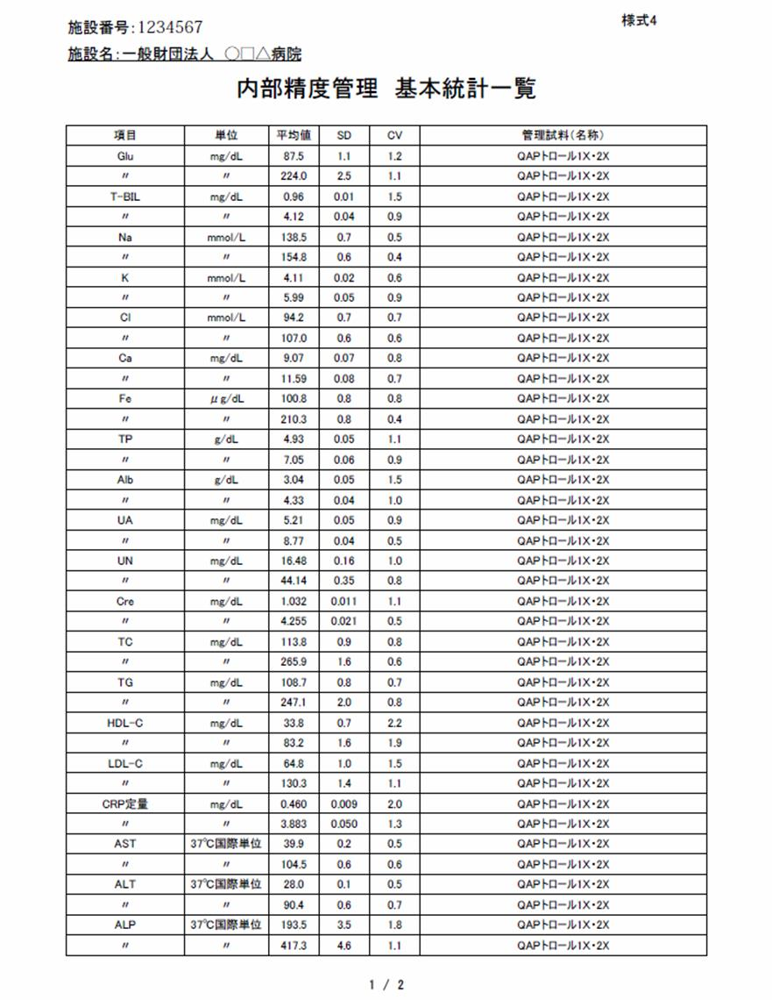 施設番号:1234567
様式4
施設名:一般財団法人　○□△病院
内部精度管理　基本統計一覧
項目 単位 平均値 SD CV 管理試料(名称)
Glu mg/dL 87.5 1.1 1.2 QAPトロール1X・2X
〃 〃 224.0 2.5 1.1 QAPトロール1X・2X
T-BIL mg/dL 0.96 0.01 1.5 QAPトロール1X・2X
〃 〃 4.12 0.04 0.9 QAPトロール1X・2X
Na mmol/L 138.5 0.7 0.5 QAPトロール1X・2X
〃 〃 154.8 0.6 0.4 QAPトロール1X・2X
K mmol/L 4.11 0.02 0.6 QAPトロール1X・2X
〃 〃 5.99 0.05 0.9 QAPトロール1X・2X
Cl mmol/L 94.2 0.7 0.7 QAPトロール1X・2X
〃 〃 107.0 0.6 0.6 QAPトロール1X・2X
Ca mg/dL 9.07 0.07 0.8 QAPトロール1X・2X
〃 〃 11.59 0.08 0.7 QAPトロール1X・2X
Fe μg/dL 100.8 0.8 0.8 QAPトロール1X・2X
〃 〃 210.3 0.8 0.4 QAPトロール1X・2X
TP g/dL 4.93 0.05 1.1 QAPトロール1X・2X
〃 〃 7.05 0.06 0.9 QAPトロール1X・2X
Alb g/dL 3.04 0.05 1.5 QAPトロール1X・2X
〃 〃 4.33 0.04 1.0 QAPトロール1X・2X
UA mg/dL 5.21 0.05 0.9 QAPトロール1X・2X
〃 〃 8.77 0.04 0.5 QAPトロール1X・2X
UN mg/dL 16.48 0.16 1.0 QAPトロール1X・2X
〃 〃 44.14 0.35 0.8 QAPトロール1X・2X
Cre mg/dL 1.032 0.011 1.1 QAPトロール1X・2X
〃 〃 4.255 0.021 0.5 QAPトロール1X・2X
TC mg/dL 113.8 0.9 0.8 QAPトロール1X・2X
〃 〃 265.9 1.6 0.6 QAPトロール1X・2X
TG mg/dL 108.7 0.8 0.7 QAPトロール1X・2X
〃 〃 247.1 2.0 0.8 QAPトロール1X・2X
HDL-C mg/dL 33.8 0.7 2.2 QAPトロール1X・2X
〃 〃 83.2 1.6 1.9 QAPトロール1X・2X
LDL-C mg/dL 64.8 1.0 1.5 QAPトロール1X・2X
〃 〃 130.3 1.4 1.1 QAPトロール1X・2X
CRP定量 mg/dL 0.460 0.009 2.0 QAPトロール1X・2X
〃 〃 3.883 0.050 1.3 QAPトロール1X・2X
AST 37℃国際単位 39.9 0.2 0.5 QAPトロール1X・2X
〃 〃 104.5 0.6 0.6 QAPトロール1X・2X
ALT 37℃国際単位 28.0 0.1 0.5 QAPトロール1X・2X
〃 〃 90.4 0.6 0.7 QAPトロール1X・2X
ALP 37℃国際単位 193.5 3.5 1.8 QAPトロール1X・2X
〃 〃 417.3 4.6 1.1 QAPトロール1X・2X
1 / 2